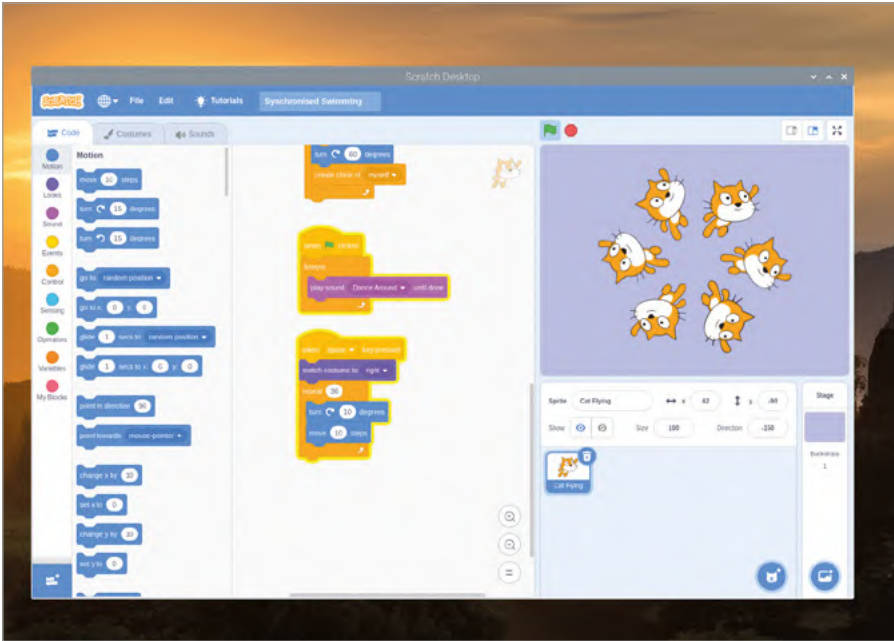 Scratch Desktop
SCRATCH File Edit Tutorials Synchronised Swimming
Code Costumes Sounds
Motion
Looks
Sound
Events
Control
Sensing
Operators
Variables
My Blocks
Motion
move 10 steps
turn 15 degrees
turn 15 degrees
go to random position
go to x: 0 y: 0
glide 1 secs to random position
glide 1 secs to x: 0 y: 0
point in direction 90
point towards mouse-pointer
change x by 10
set x to 0
change y by 10
set y to 0
turn 60 degrees
create clone of myself
when clicked
forever
play sound Dance Around until done
when space key pressed
switch costume to right
repeat 36
turn 10 degrees
move 10 steps
Sprite Cat Flying x 42 y -90
Show Size 100 Direction -150
Cat Flying
Stage
Backdrops
1